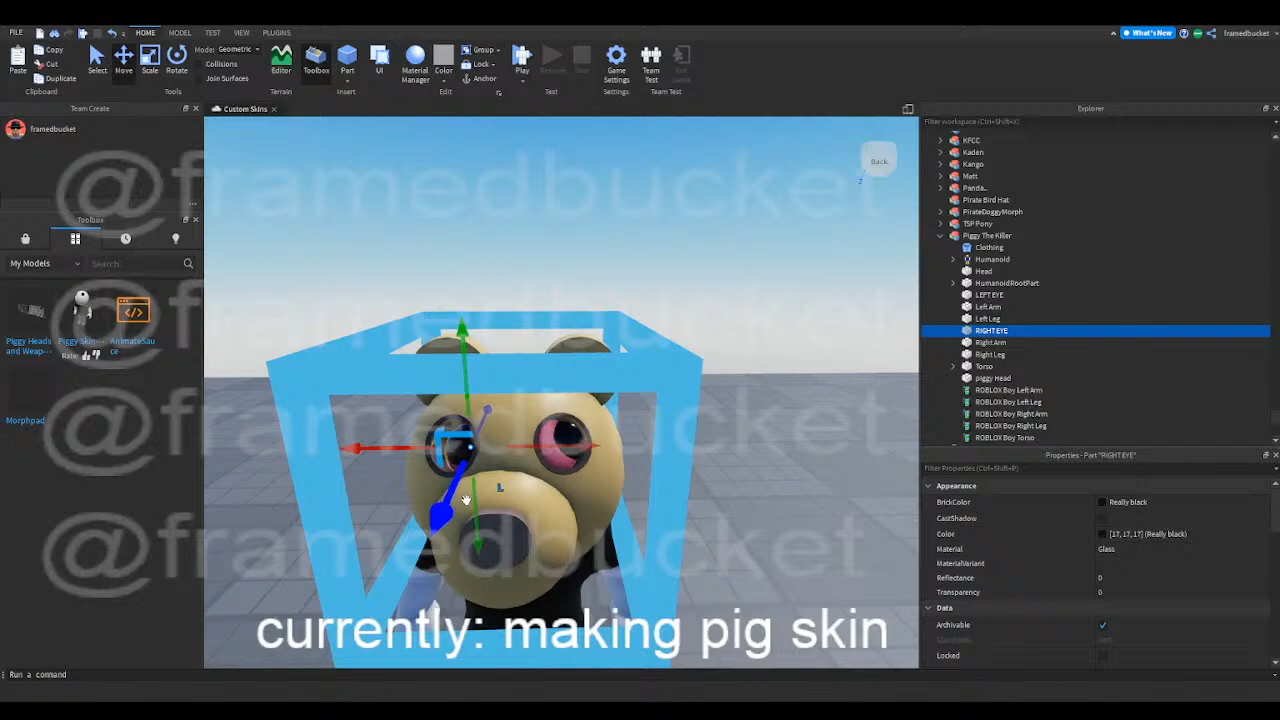 FILE HOME MODEL TEST VIEW PLUGINS What's New framedbucket
Paste Copy Cut Duplicate Clipboard
Select Move Scale Rotate Mode: Geometric Collisions Join Surfaces Tools
Editor Terrain
Toolbox Part UI Insert
Material Manager Color Group Lock Anchor Edit
Play Test
Game Settings Settings
Team Test Team Test
Team Create
framedbucket
Toolbox
My Models Search:
Piggy Heads and Weap...
Piggy Skin...
Rate:
AnimateSauce
Morphpad
Custom Skins
Back
@framedbucket
@framedbucket
@framedbucket
@framedbucket
currently: making pig skin
Explorer
Filter workspace (Ctrl+Shift+X)
KFCC
Kaden
Kango
Matt
Panda..
Pirate Bird Hat
PirateDoggyMorph
TSP Pony
Piggy The Killer
Clothing
Humanoid
Head
HumanoidRootPart
LEFT EYE
Left Arm
Left Leg
RIGHT EYE
Right Arm
Right Leg
Torso
piggy Head
ROBLOX Boy Left Arm
ROBLOX Boy Left Leg
ROBLOX Boy Right Arm
ROBLOX Boy Right Leg
ROBLOX Boy Torso
Properties - Part "RIGHT EYE"
Filter Properties (Ctrl+Shift+P)
Appearance
BrickColor Really black
CastShadow
Color [17, 17, 17] (Really black)
Material Glass
MaterialVariant
Reflectance 0
Transparency 0
Data
Archivable
Locked
Run a command